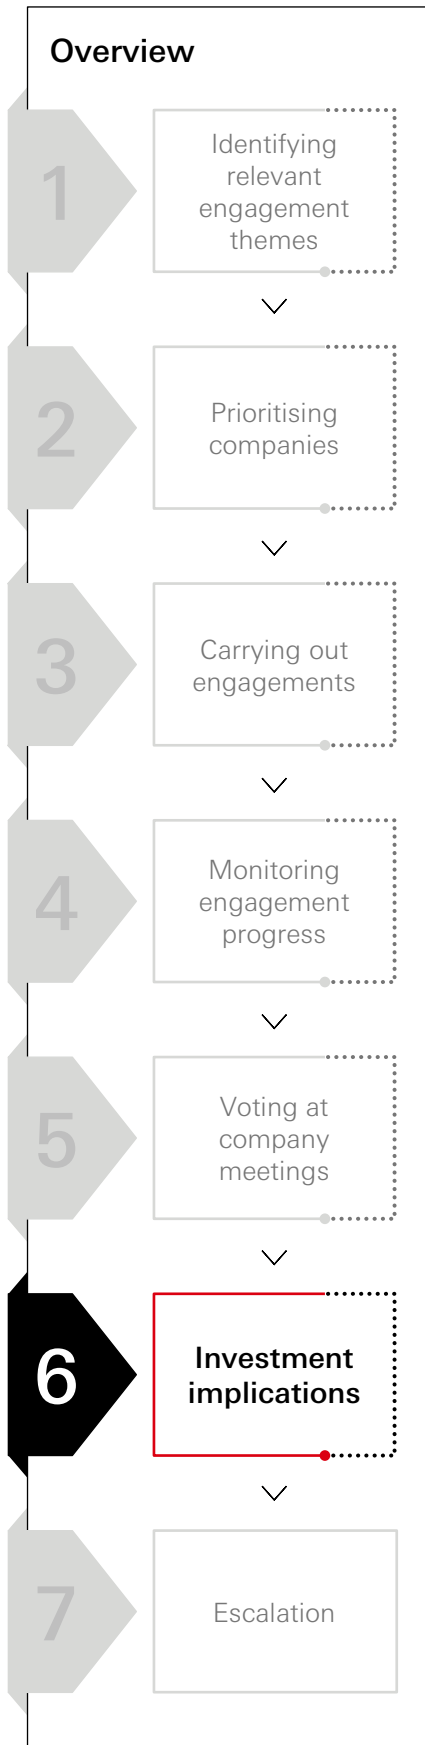 Overview
1
Identifying
relevant
engagement
themes
2
Prioritising
companies
3
Carrying out
engagements
4
Monitoring
engagement
progress
5
Voting at
company
meetings
6
Investment
implications
7
Escalation